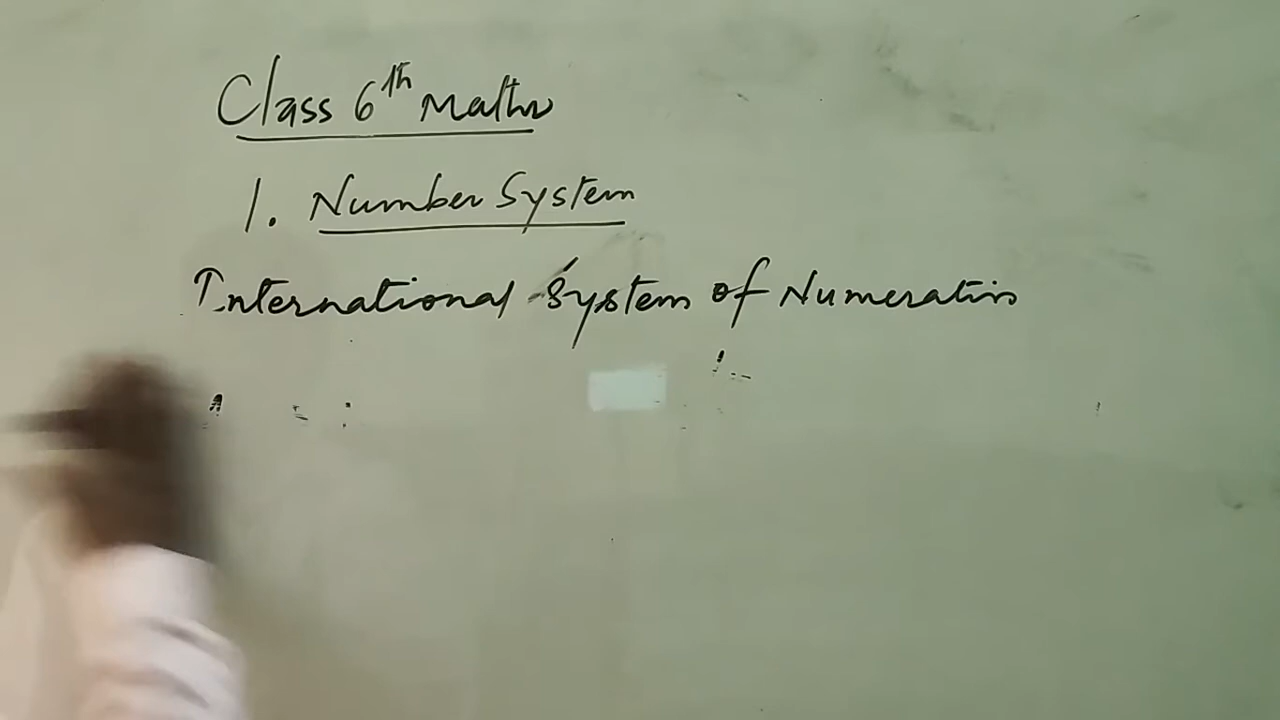 Class 6th Maths
1. Number System
International System of Numeration